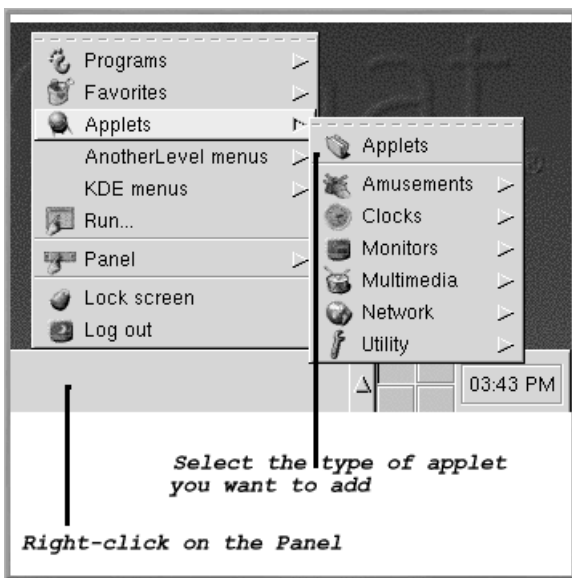 Programs
Favorites
Applets
AnotherLevel menus
KDE menus
Run...
Panel
Lock screen
Log out
Applets
Amusements
Clocks
Monitors
Multimedia
Network
Utility
03:43 PM
Select the type of applet
you want to add
Right-click on the Panel